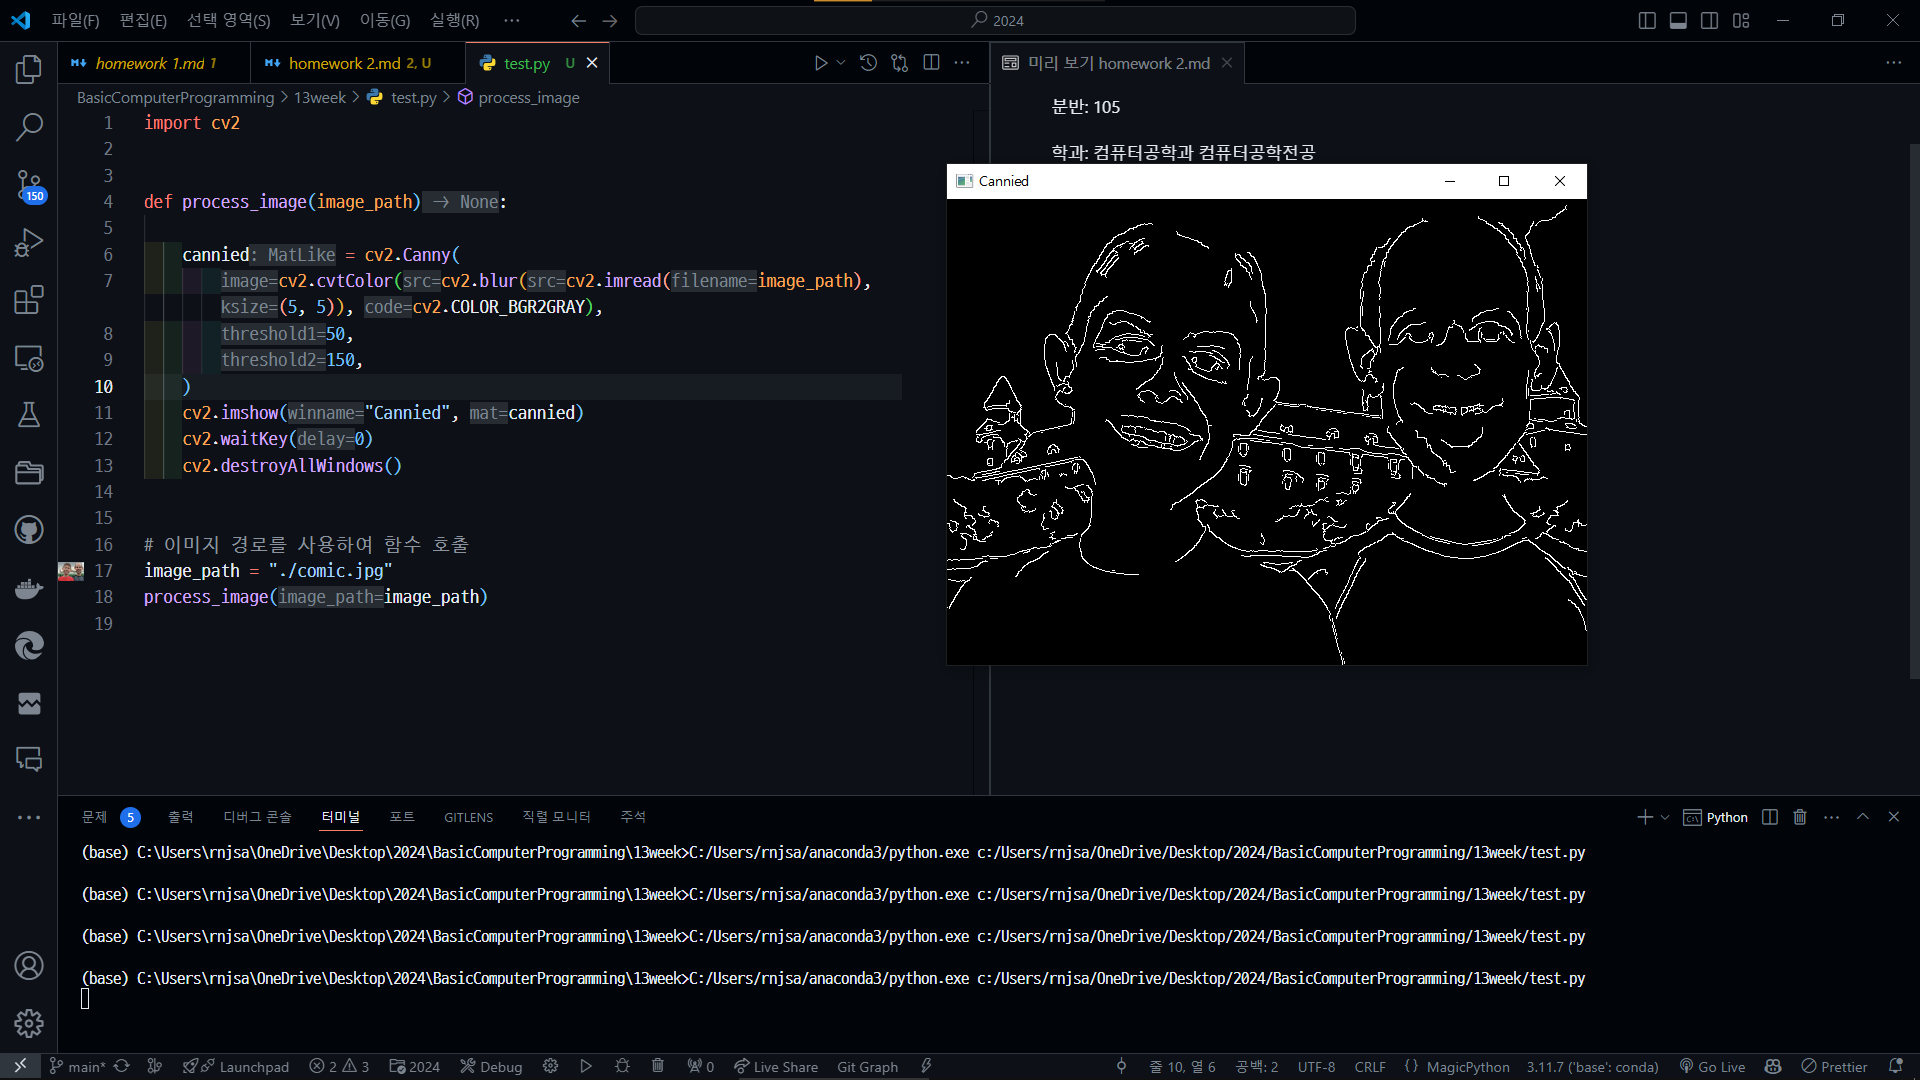 파일(F) 편집(E) 선택 영역(S) 보기(V) 이동(G) 실행(R) ··· 2024
homework 1.md 1 homework 2.md 2, U test.py U
미리 보기 homework 2.md
BasicComputerProgramming > 13week > test.py > process_image
1 import cv2
2
3
4 def process_image(image_path) → None:
5
6 cannied: MatLike = cv2.Canny(
7 image=cv2.cvtColor(src=cv2.blur(src=cv2.imread(filename=image_path),
ksize=(5, 5)), code=cv2.COLOR_BGR2GRAY),
8 threshold1=50,
9 threshold2=150,
10 )
11 cv2.imshow(winname="Cannied", mat=cannied)
12 cv2.waitKey(delay=0)
13 cv2.destroyAllWindows()
14
15
16 # 이미지 경로를 사용하여 함수 호출
17 image_path = "./comic.jpg"
18 process_image(image_path=image_path)
19
분반: 105
학과: 컴퓨터공학과 컴퓨터공학전공
Cannied
150
문제 5 출력 디버그 콘솔 터미널 포트 GITLENS 직렬 모니터 주석
Python
(base) C:\Users\rnjsa\OneDrive\Desktop\2024\BasicComputerProgramming\13week>C:/Users/rnjsa/anaconda3/python.exe c:/Users/rnjsa/OneDrive/Desktop/2024/BasicComputerProgramming/13week/test.py
(base) C:\Users\rnjsa\OneDrive\Desktop\2024\BasicComputerProgramming\13week>C:/Users/rnjsa/anaconda3/python.exe c:/Users/rnjsa/OneDrive/Desktop/2024/BasicComputerProgramming/13week/test.py
(base) C:\Users\rnjsa\OneDrive\Desktop\2024\BasicComputerProgramming\13week>C:/Users/rnjsa/anaconda3/python.exe c:/Users/rnjsa/OneDrive/Desktop/2024/BasicComputerProgramming/13week/test.py
(base) C:\Users\rnjsa\OneDrive\Desktop\2024\BasicComputerProgramming\13week>C:/Users/rnjsa/anaconda3/python.exe c:/Users/rnjsa/OneDrive/Desktop/2024/BasicComputerProgramming/13week/test.py
main* Launchpad 2 3 2024 Debug 0 Live Share Git Graph 줄 10, 열 6 공백: 2 UTF-8 CRLF {} MagicPython 3.11.7 ('base': conda) Go Live Prettier